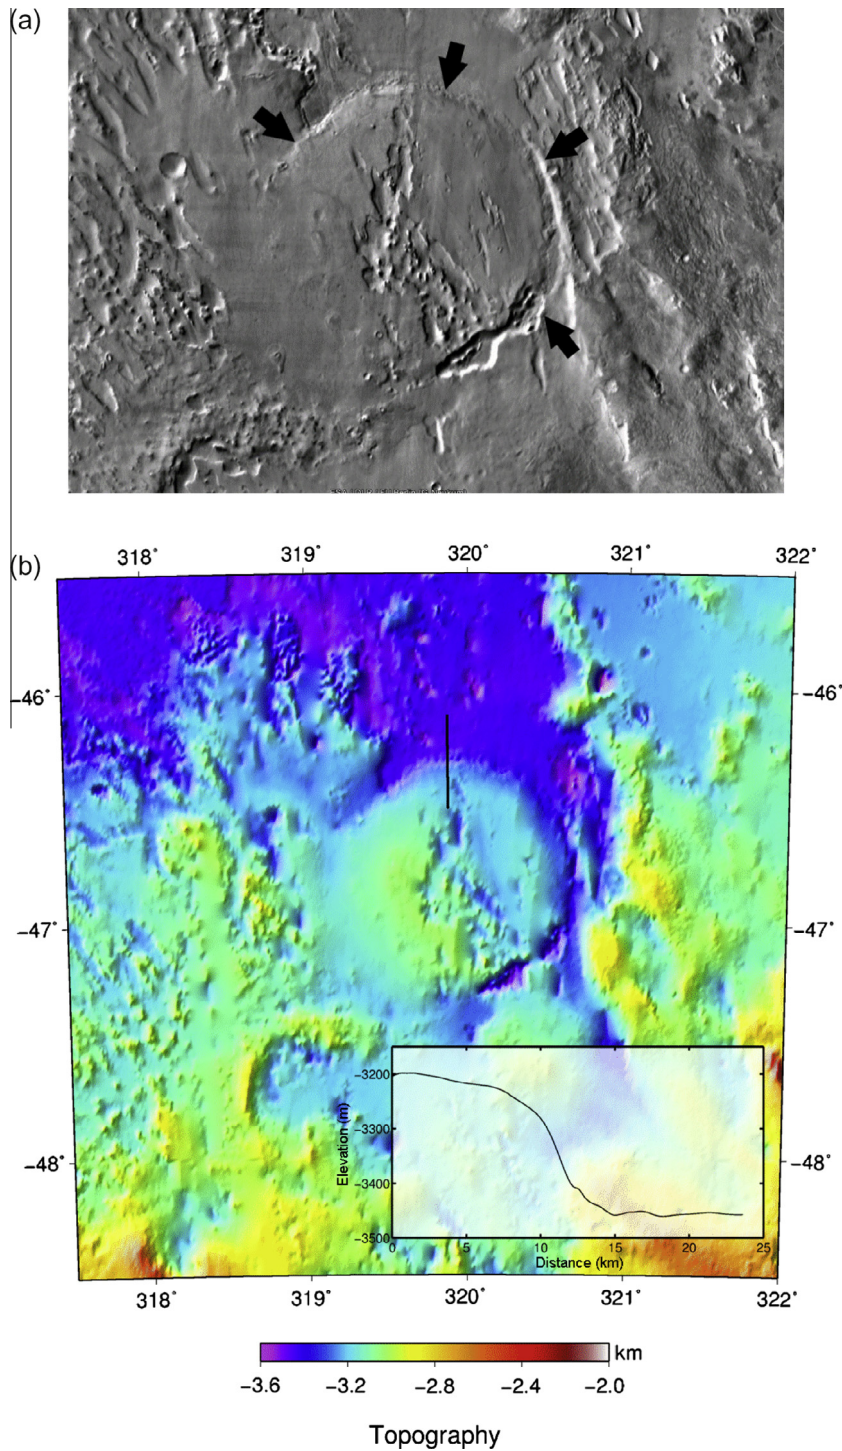 (a)
(b)
318° 319° 320° 321° 322°
−46° −46°
−47° −47°
−48° −48°
Elevation (m)
−3200
−3300
−3400
−3500
0 5 10 15 20 25
Distance (km)
318° 319° 320° 321° 322°
km
−3.6 −3.2 −2.8 −2.4 −2.0
Topography